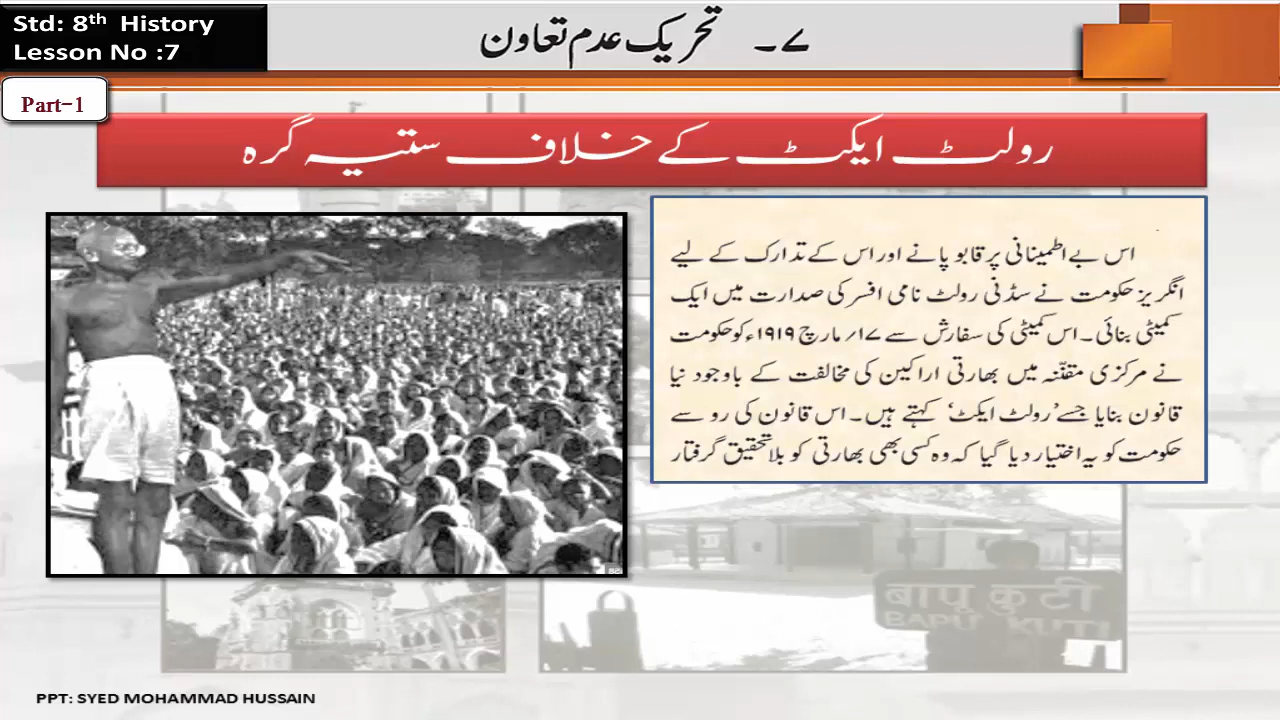 Std: 8th History
Lesson No :7
۷۔ تحریک عدم تعاون
Part-1
رولٹ ایکٹ کے خلاف ستیہ گرہ
اس بے اطمینانی پر قابو پانے اور اس کے تدارک کے لیے
انگریز حکومت نے سڈنی رولٹ نامی افسر کی صدارت میں ایک
کمیٹی بنائی۔ اس کمیٹی کی سفارش سے ۱۷؍ مارچ ۱۹۱۹ء کو حکومت
نے مرکزی مقنّنہ میں بھارتی اراکین کی مخالفت کے باوجود نیا
قانون بنایا جسے 'رولٹ ایکٹ' کہتے ہیں۔ اس قانون کی رو سے
حکومت کو یہ اختیار دیا گیا کہ وہ کسی بھی بھارتی کو بلا تحقیق گرفتار
बापू कुटी
BAPU KUTI
PPT: SYED MOHAMMAD HUSSAIN